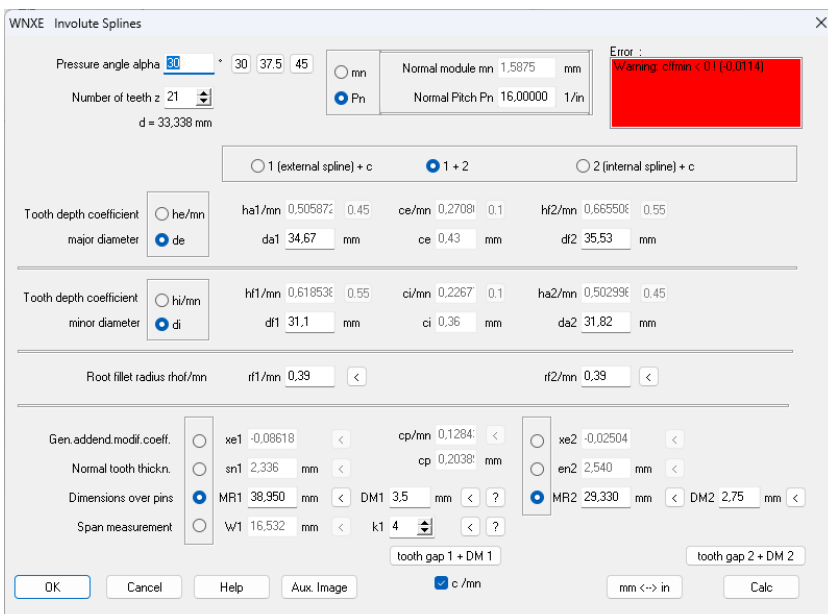 WNXE Involute Splines
Pressure angle alpha 30 ° 30 37.5 45
Number of teeth z 21
d = 33,338 mm
mn Normal module mn 1,5875 mm
Pn Normal Pitch Pn 16,00000 1/in
Error :
Warning: clfmin < 0 ! (-0,0114)
1 (external spline) + c 1 + 2 2 (internal spline) + c
Tooth depth coefficient he/mn ha1/mn 0,505872 0.45 ce/mn 0,2708 0.1 hf2/mn 0,665508 0.55
major diameter de da1 34,67 mm ce 0,43 mm df2 35,53 mm
Tooth depth coefficient hi/mn hf1/mn 0,618538 0.55 ci/mn 0,2267 0.1 ha2/mn 0,502996 0.45
minor diameter di df1 31,1 mm ci 0,36 mm da2 31,82 mm
Root fillet radius rhof/mn rf1/mn 0,39 < rf2/mn 0,39 <
Gen.addend.modif.coeff. xe1 -0,08618 < cp/mn 0,1284 < xe2 -0,02504 <
Normal tooth thickn. sn1 2,336 mm < cp 0,2038 mm en2 2,540 mm <
Dimensions over pins MR1 38,950 mm < DM1 3,5 mm < ? MR2 29,330 mm < DM2 2,75 mm <
Span measurement W1 16,532 mm < k1 4 < ?
tooth gap 1 + DM 1 tooth gap 2 + DM 2
OK Cancel Help Aux. Image c /mn mm <--> in Calc